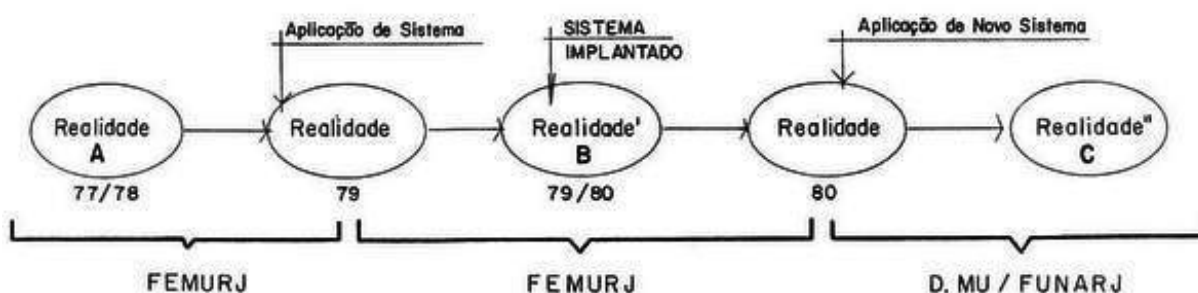 Aplicação de Sistema
SISTEMA
IMPLANTADO
Aplicação de Novo Sistema
Realidade
A
Realidade
Realidade'
B
Realidade
Realidade"
C
77/78
79
79/80
80
FEMURJ
FEMURJ
D. MU / FUNARJ